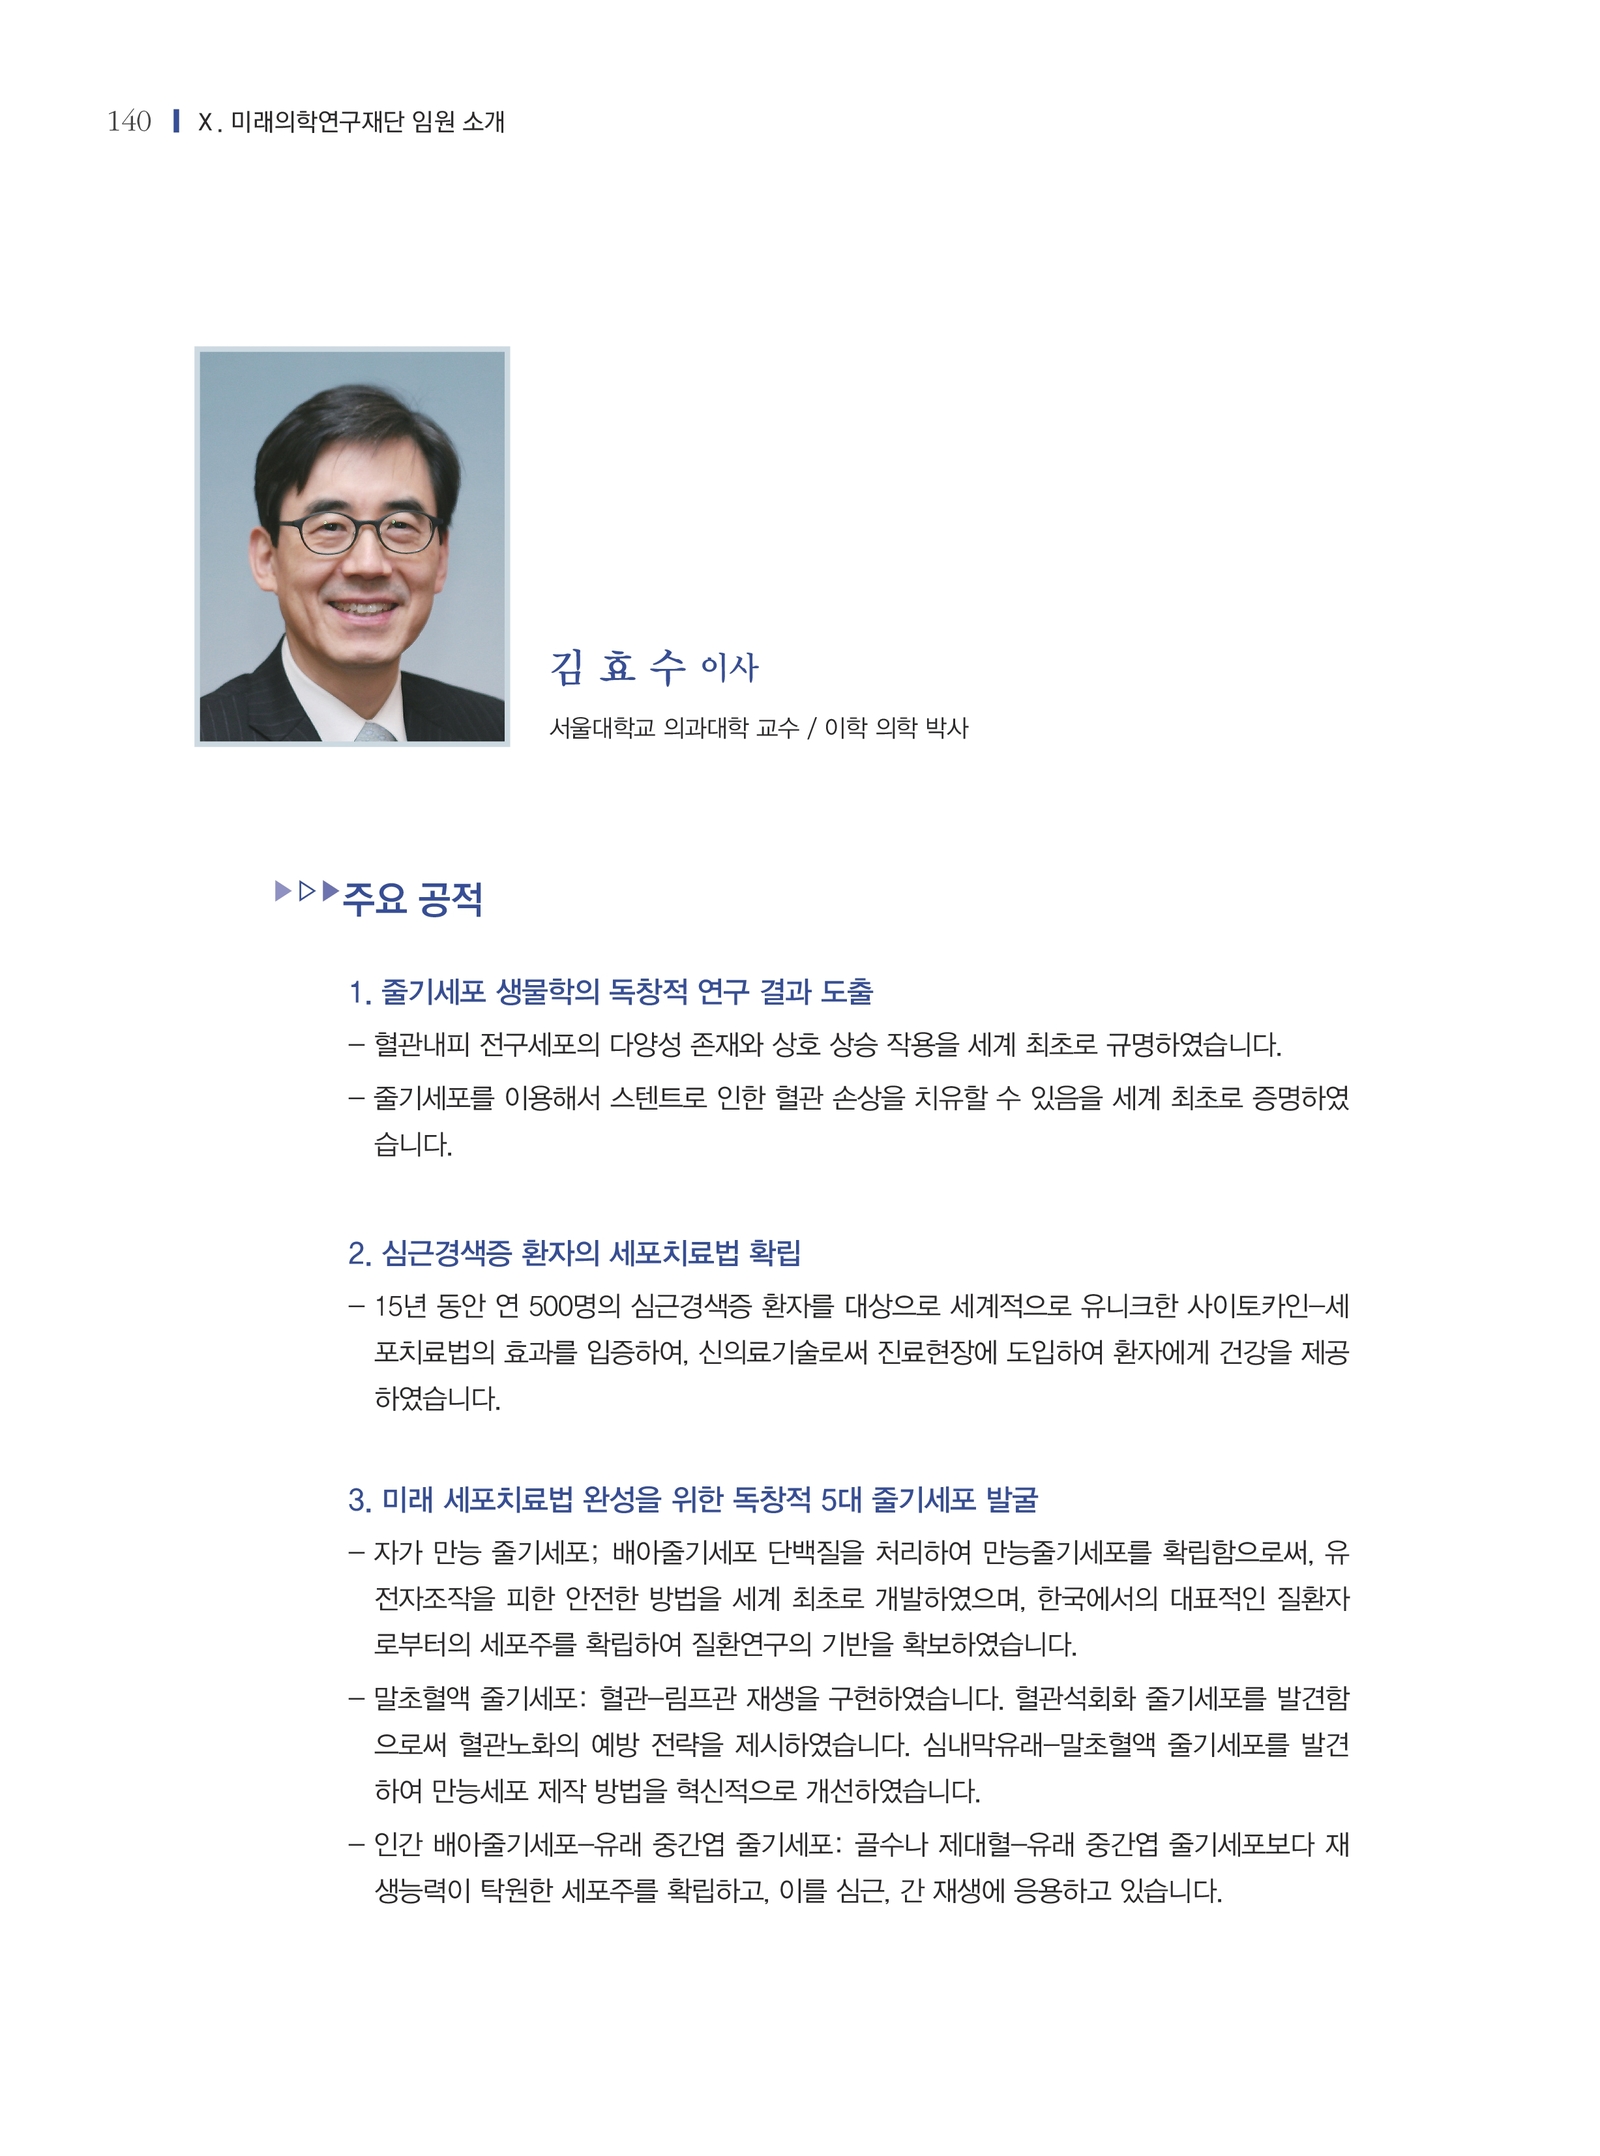 140 X. 미래의학연구재단 임원 소개
김 효 수 이사
서울대학교 의과대학 교수 / 이학 의학 박사
주요 공적
1. 줄기세포 생물학의 독창적 연구 결과 도출
– 혈관내피 전구세포의 다양성 존재와 상호 상승 작용을 세계 최초로 규명하였습니다.
– 줄기세포를 이용해서 스텐트로 인한 혈관 손상을 치유할 수 있음을 세계 최초로 증명하였
습니다.
2. 심근경색증 환자의 세포치료법 확립
– 15년 동안 연 500명의 심근경색증 환자를 대상으로 세계적으로 유니크한 사이토카인–세
포치료법의 효과를 입증하여, 신의료기술로써 진료현장에 도입하여 환자에게 건강을 제공
하였습니다.
3. 미래 세포치료법 완성을 위한 독창적 5대 줄기세포 발굴
– 자가 만능 줄기세포; 배아줄기세포 단백질을 처리하여 만능줄기세포를 확립함으로써, 유
전자조작을 피한 안전한 방법을 세계 최초로 개발하였으며, 한국에서의 대표적인 질환자
로부터의 세포주를 확립하여 질환연구의 기반을 확보하였습니다.
– 말초혈액 줄기세포: 혈관–림프관 재생을 구현하였습니다. 혈관석회화 줄기세포를 발견함
으로써 혈관노화의 예방 전략을 제시하였습니다. 심내막유래–말초혈액 줄기세포를 발견
하여 만능세포 제작 방법을 혁신적으로 개선하였습니다.
– 인간 배아줄기세포–유래 중간엽 줄기세포: 골수나 제대혈–유래 중간엽 줄기세포보다 재
생능력이 탁원한 세포주를 확립하고, 이를 심근, 간 재생에 응용하고 있습니다.